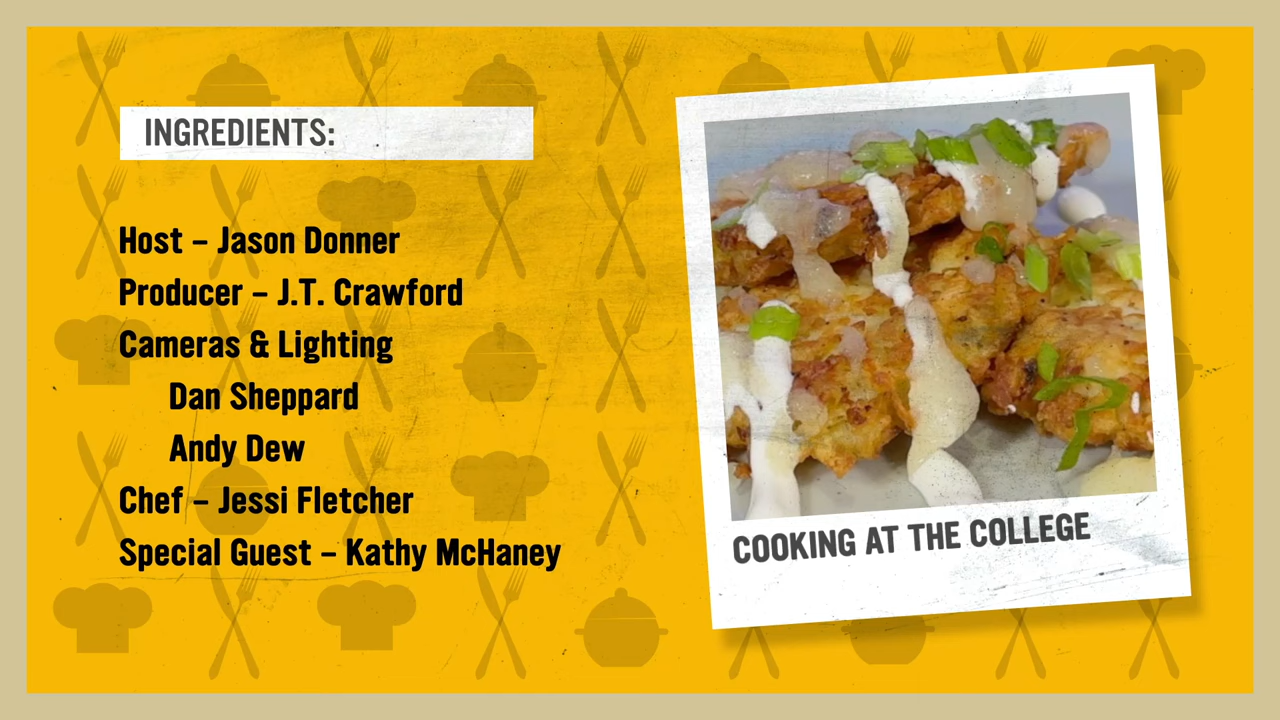 INGREDIENTS:
Host – Jason Donner
Producer – J.T. Crawford
Cameras & Lighting
Dan Sheppard
Andy Dew
Chef – Jessi Fletcher
Special Guest – Kathy McHaney
COOKING AT THE COLLEGE